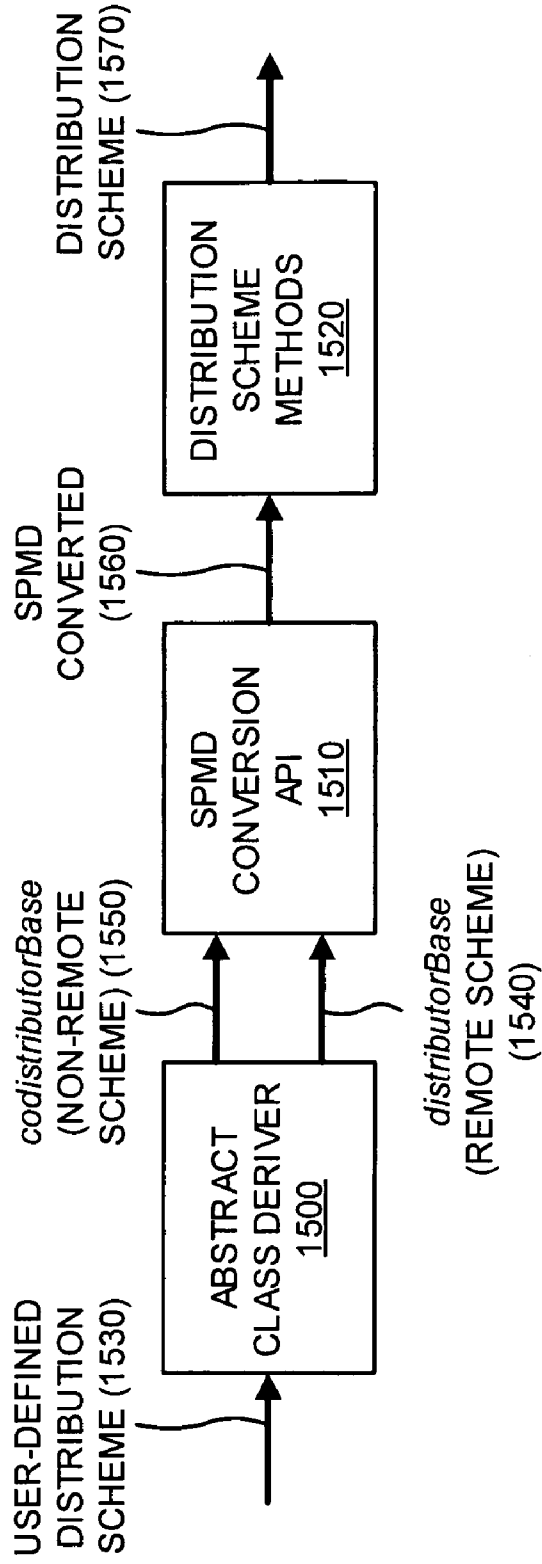 USER-DEFINED
DISTRIBUTION
SCHEME (1530)
ABSTRACT
CLASS DERIVER
1500
codistributorBase
(NON-REMOTE
SCHEME) (1550)
distributorBase
(REMOTE SCHEME)
(1540)
SPMD
CONVERSION
API
1510
SPMD
CONVERTED
(1560)
DISTRIBUTION
SCHEME
METHODS
1520
DISTRIBUTION
SCHEME (1570)